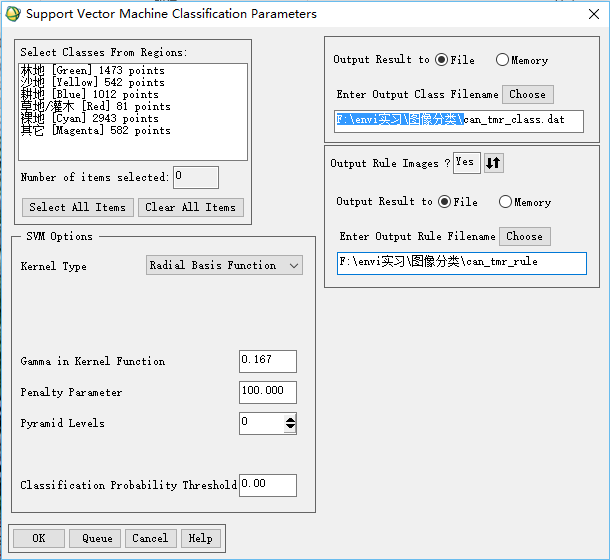 Support Vector Machine Classification Parameters
Select Classes From Regions:
林地 [Green] 1473 points
沙地 [Yellow] 542 points
耕地 [Blue] 1012 points
草地/灌木 [Red] 81 points
裸地 [Cyan] 2943 points
其它 [Magenta] 582 points
Number of items selected: 0
Select All Items Clear All Items
SVM Options
Kernel Type Radial Basis Function
Gamma in Kernel Function 0.167
Penalty Parameter 100.000
Pyramid Levels 0
Classification Probability Threshold 0.00
OK Queue Cancel Help
Output Result to File Memory
Enter Output Class Filename Choose
F:\envi实习\图像分类\can_tmr_class.dat
Output Rule Images ? Yes
Output Result to File Memory
Enter Output Rule Filename Choose
F:\envi实习\图像分类\can_tmr_rule